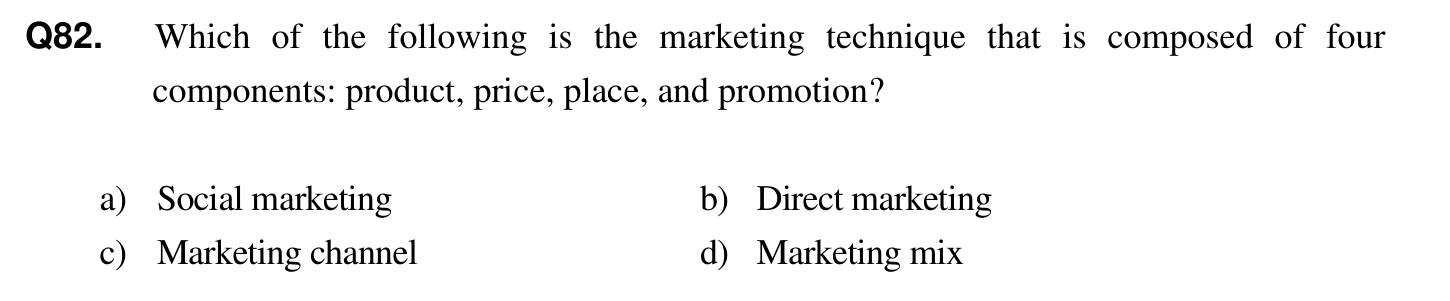 Q82. Which of the following is the marketing technique that is composed of four
components: product, price, place, and promotion?
a) Social marketing b) Direct marketing
c) Marketing channel d) Marketing mix